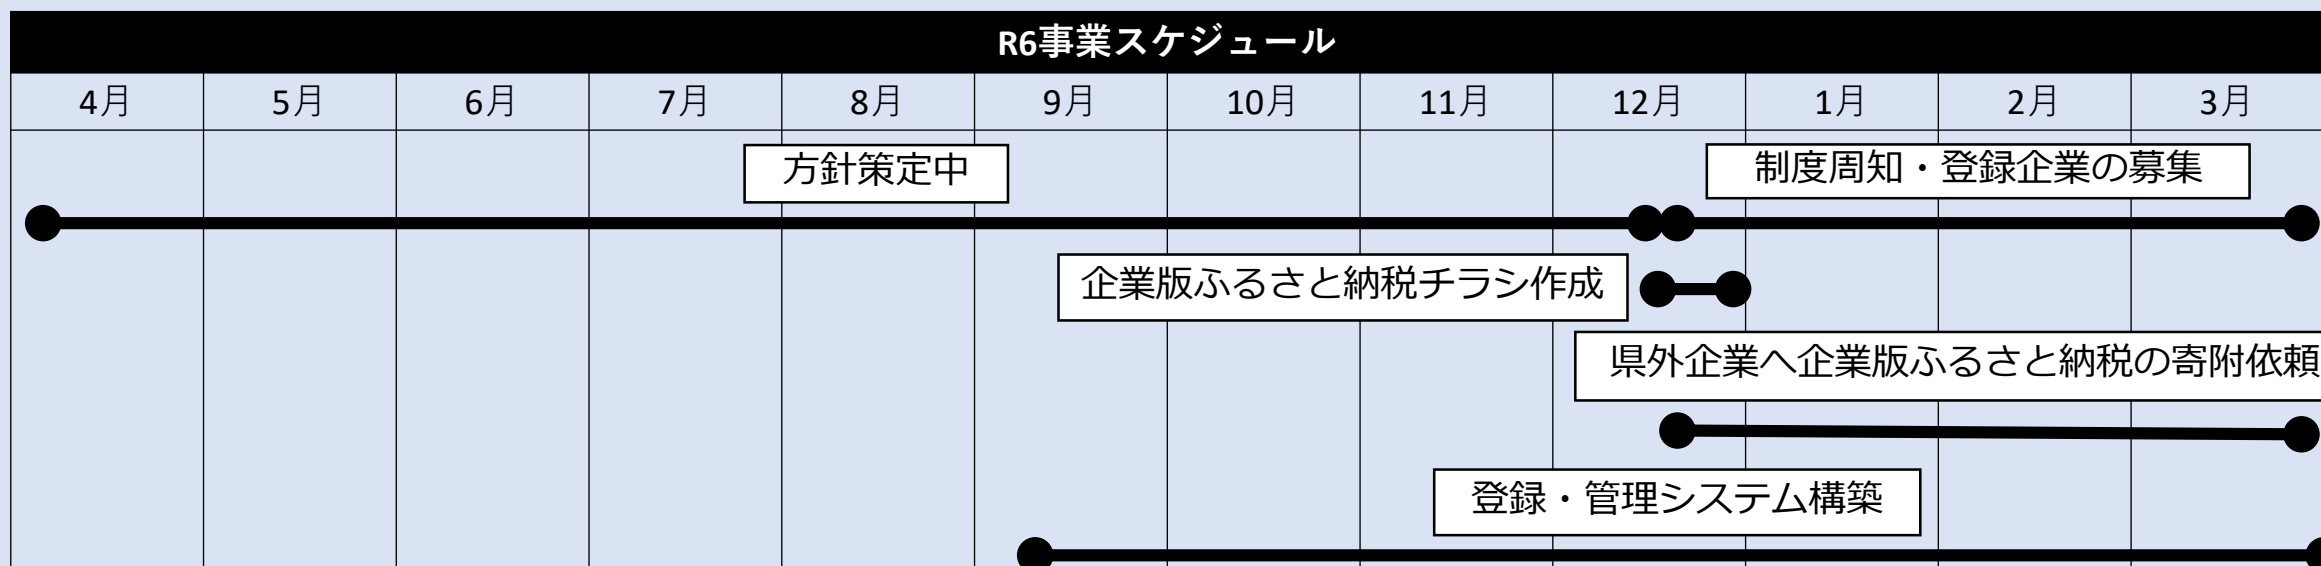 R6事業スケジュール
4月 5月 6月 7月 8月 9月 10月 11月 12月 1月 2月 3月
方針策定中
制度周知・登録企業の募集
企業版ふるさと納税チラシ作成
県外企業へ企業版ふるさと納税の寄附依頼
登録・管理システム構築